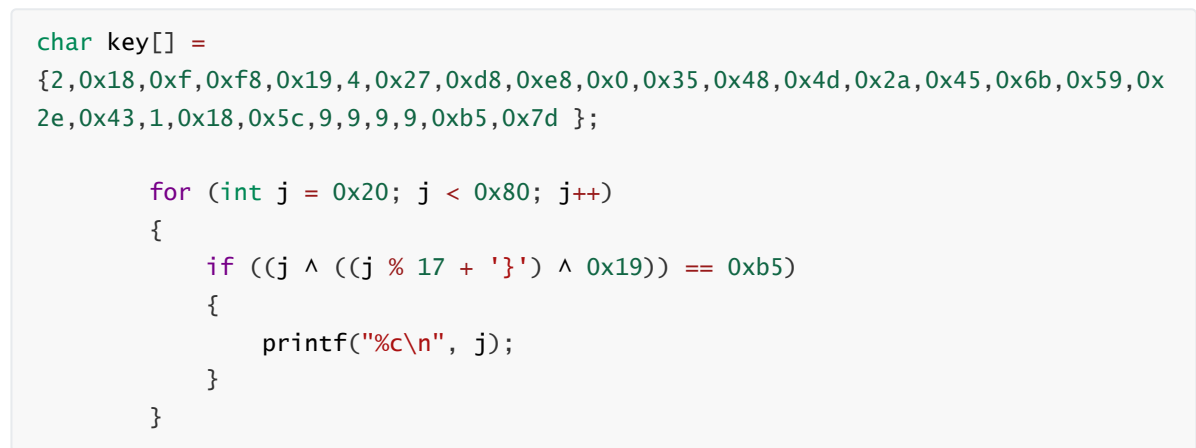 char key[] =
{2,0x18,0xf,0xf8,0x19,4,0x27,0xd8,0xe8,0x0,0x35,0x48,0x4d,0x2a,0x45,0x6b,0x59,0x
2e,0x43,1,0x18,0x5c,9,9,9,9,0xb5,0x7d };
for (int j = 0x20; j < 0x80; j++)
{
if ((j ^ ((j % 17 + '}') ^ 0x19)) == 0xb5)
{
printf("%c\n", j);
}
}